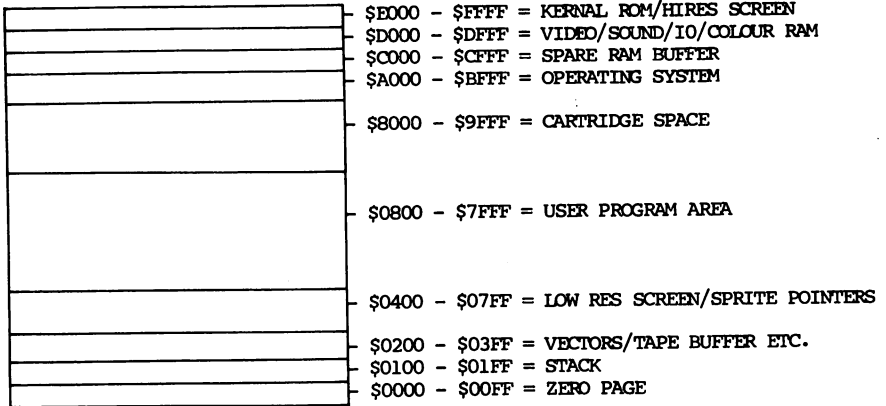 $E000 - $FFFF = KERNAL ROM/HIRES SCREEN
$D000 - $DFFF = VIDEO/SOUND/IO/COLOUR RAM
$C000 - $CFFF = SPARE RAM BUFFER
$A000 - $BFFF = OPERATING SYSTEM
$8000 - $9FFF = CARTRIDGE SPACE
$0800 - $7FFF = USER PROGRAM AREA
$0400 - $07FF = LOW RES SCREEN/SPRITE POINTERS
$0200 - $03FF = VECTORS/TAPE BUFFER ETC.
$0100 - $01FF = STACK
$0000 - $00FF = ZERO PAGE